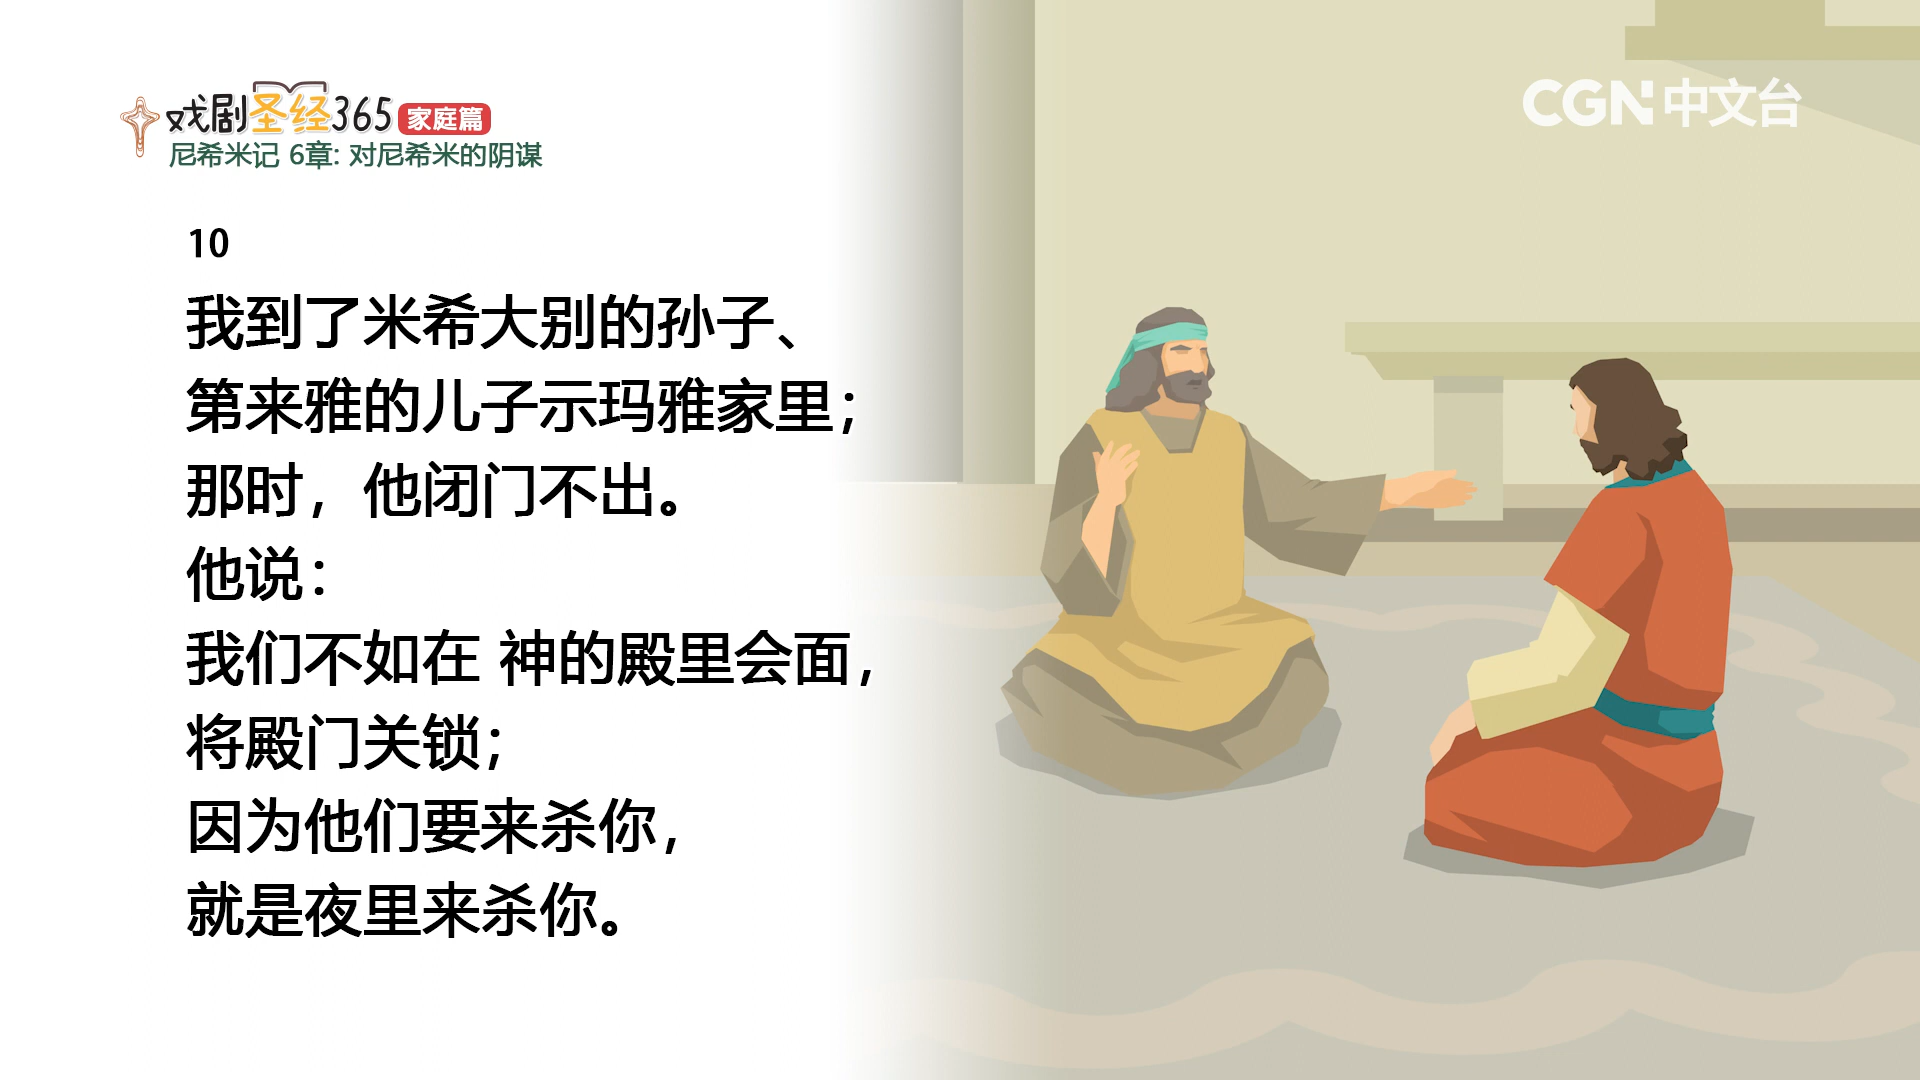 戏剧圣经365 家庭篇
CGN 中文台
尼希米记 6章: 对尼希米的阴谋
10
我到了米希大别的孙子、
第来雅的儿子示玛雅家里；
那时，他闭门不出。
他说：
我们不如在 神的殿里会面，
将殿门关锁；
因为他们要来杀你，
就是夜里来杀你。